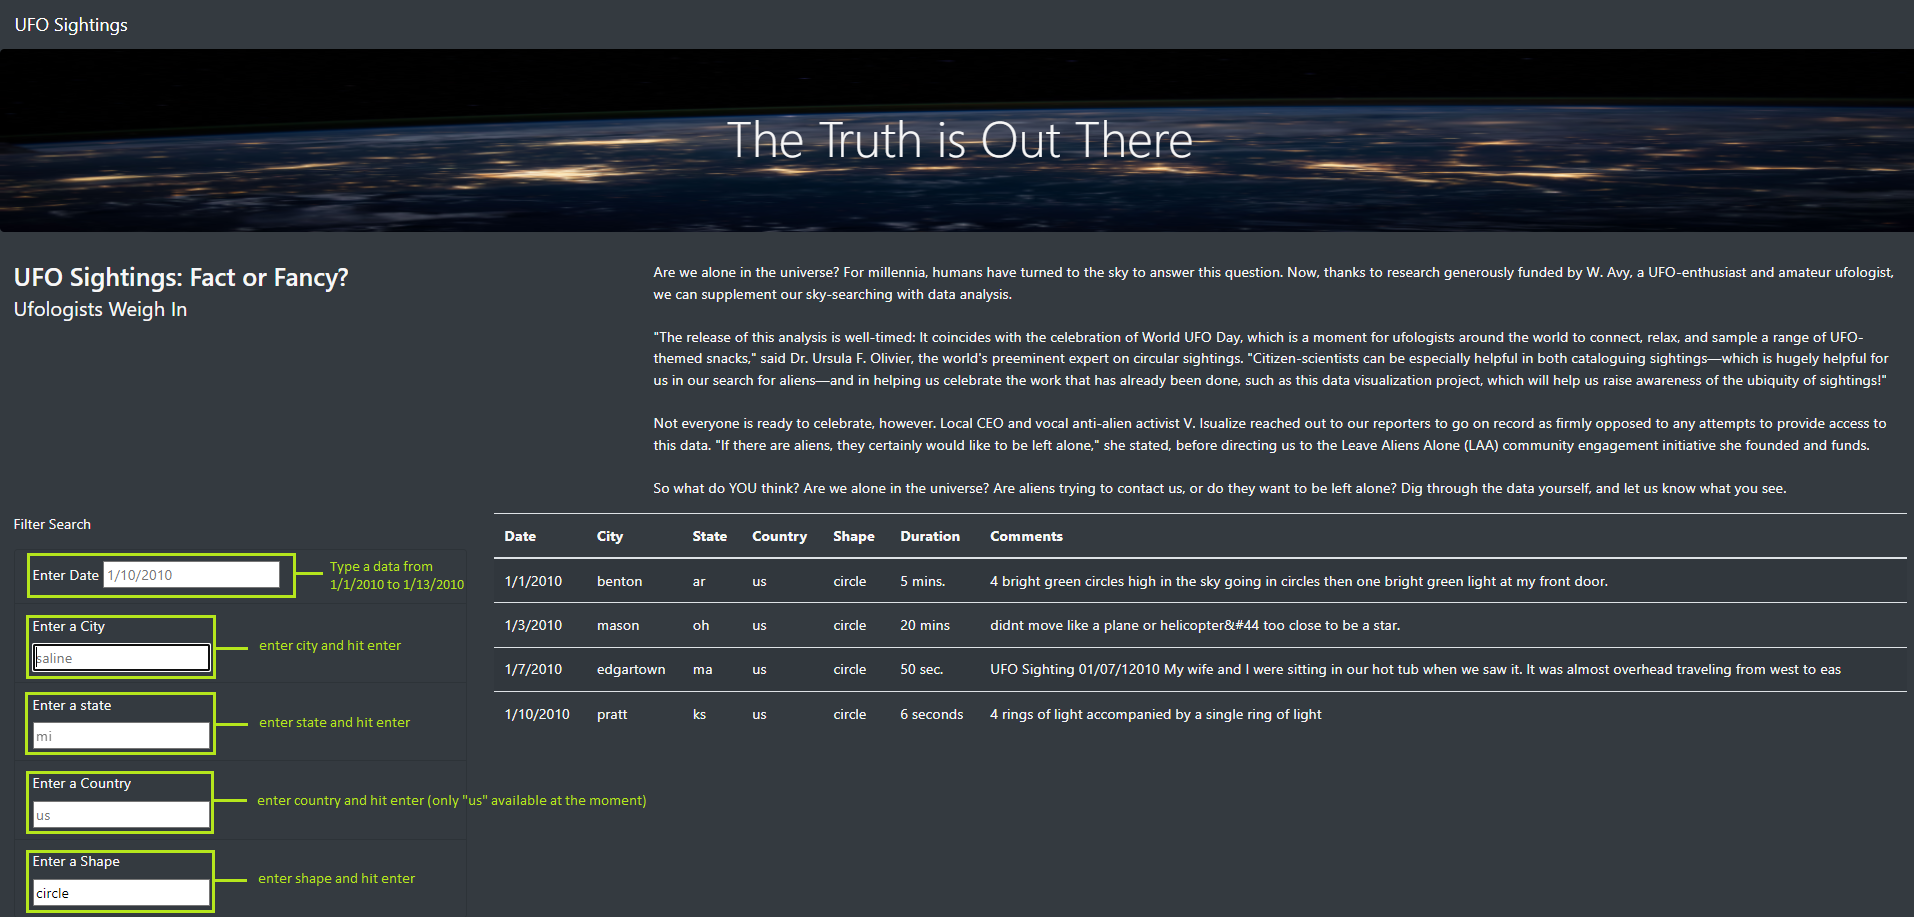 UFO Sightings
The Truth is Out There
UFO Sightings: Fact or Fancy?
Ufologists Weigh In
Are we alone in the universe? For millennia, humans have turned to the sky to answer this question. Now, thanks to research generously funded by W. Avy, a UFO-enthusiast and amateur ufologist,
we can supplement our sky-searching with data analysis.
"The release of this analysis is well-timed: It coincides with the celebration of World UFO Day, which is a moment for ufologists around the world to connect, relax, and sample a range of UFO-
themed snacks," said Dr. Ursula F. Olivier, the world's preeminent expert on circular sightings. "Citizen-scientists can be especially helpful in both cataloguing sightings—which is hugely helpful for
us in our search for aliens—and in helping us celebrate the work that has already been done, such as this data visualization project, which will help us raise awareness of the ubiquity of sightings!"
Not everyone is ready to celebrate, however. Local CEO and vocal anti-alien activist V. Isualize reached out to our reporters to go on record as firmly opposed to any attempts to provide access to
this data. "If there are aliens, they certainly would like to be left alone," she stated, before directing us to the Leave Aliens Alone (LAA) community engagement initiative she founded and funds.
So what do YOU think? Are we alone in the universe? Are aliens trying to contact us, or do they want to be left alone? Dig through the data yourself, and let us know what you see.
Filter Search
Enter Date 1/10/2010
Type a data from
1/1/2010 to 1/13/2010
Enter a City
saline
enter city and hit enter
Enter a state
mi
enter state and hit enter
Enter a Country
us
enter country and hit enter (only "us" available at the moment)
Enter a Shape
circle
enter shape and hit enter
Date City State Country Shape Duration Comments
1/1/2010 benton ar us circle 5 mins. 4 bright green circles high in the sky going in circles then one bright green light at my front door.
1/3/2010 mason oh us circle 20 mins didnt move like a plane or helicopter&#44 too close to be a star.
1/7/2010 edgartown ma us circle 50 sec. UFO Sighting 01/07/12010 My wife and I were sitting in our hot tub when we saw it. It was almost overhead traveling from west to eas
1/10/2010 pratt ks us circle 6 seconds 4 rings of light accompanied by a single ring of light